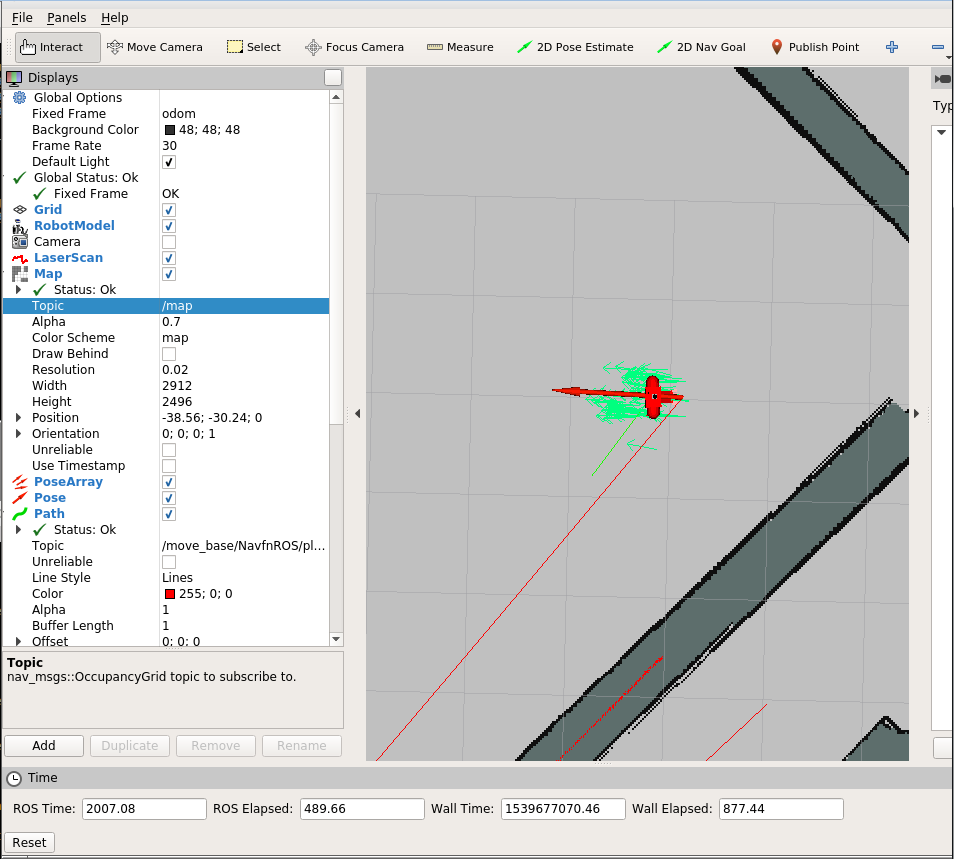 File Panels Help
Interact Move Camera Select Focus Camera Measure 2D Pose Estimate 2D Nav Goal Publish Point
Displays
Global Options
Fixed Frame odom
Background Color 48; 48; 48
Frame Rate 30
Default Light
Global Status: Ok
Fixed Frame OK
Grid
RobotModel
Camera
LaserScan
Map
Status: Ok
Topic /map
Alpha 0.7
Color Scheme map
Draw Behind
Resolution 0.02
Width 2912
Height 2496
Position -38.56; -30.24; 0
Orientation 0; 0; 0; 1
Unreliable
Use Timestamp
PoseArray
Pose
Path
Status: Ok
Topic /move_base/NavfnROS/pl...
Unreliable
Line Style Lines
Color 255; 0; 0
Alpha 1
Buffer Length 1
Offset 0; 0; 0
Topic
nav_msgs::OccupancyGrid topic to subscribe to.
Add Duplicate Remove Rename
Typ
Time
ROS Time: 2007.08 ROS Elapsed: 489.66 Wall Time: 1539677070.46 Wall Elapsed: 877.44
Reset